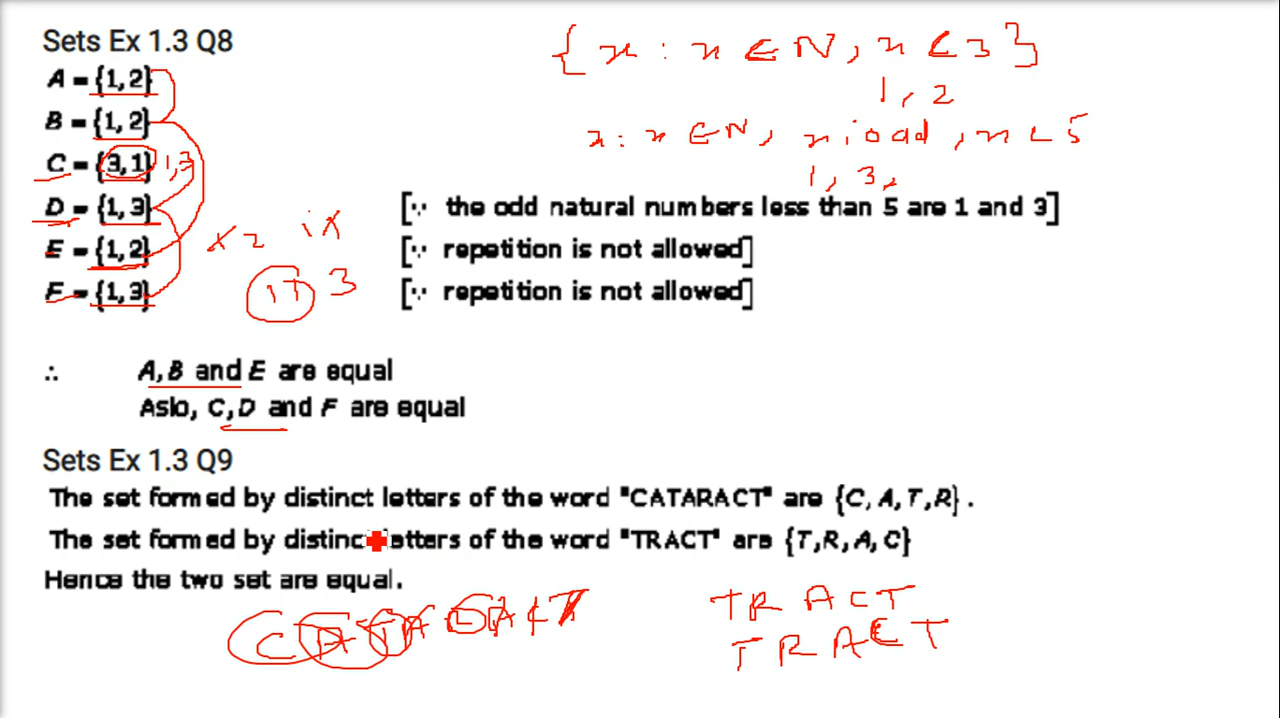 Sets Ex 1.3 Q8
{x : x ∈ N, x < 3}
A = {1, 2}
1, 2
B = {1, 2}
x : x ∈ N, x : odd, x < 5
C = {3, 1} 1, 3
1, 3,
D = {1, 3} [∵ the odd natural numbers less than 5 are 1 and 3]
E = {1, 2} [∵ repetition is not allowed]
F = {1, 3} 3 [∵ repetition is not allowed]
∴ A, B and E are equal
Aslo, C, D and F are equal
Sets Ex 1.3 Q9
The set formed by distinct letters of the word "CATARACT" are {C, A, T, R}.
The set formed by distinct letters of the word "TRACT" are {T, R, A, C}
Hence the two set are equal.
TRACT
TRACT